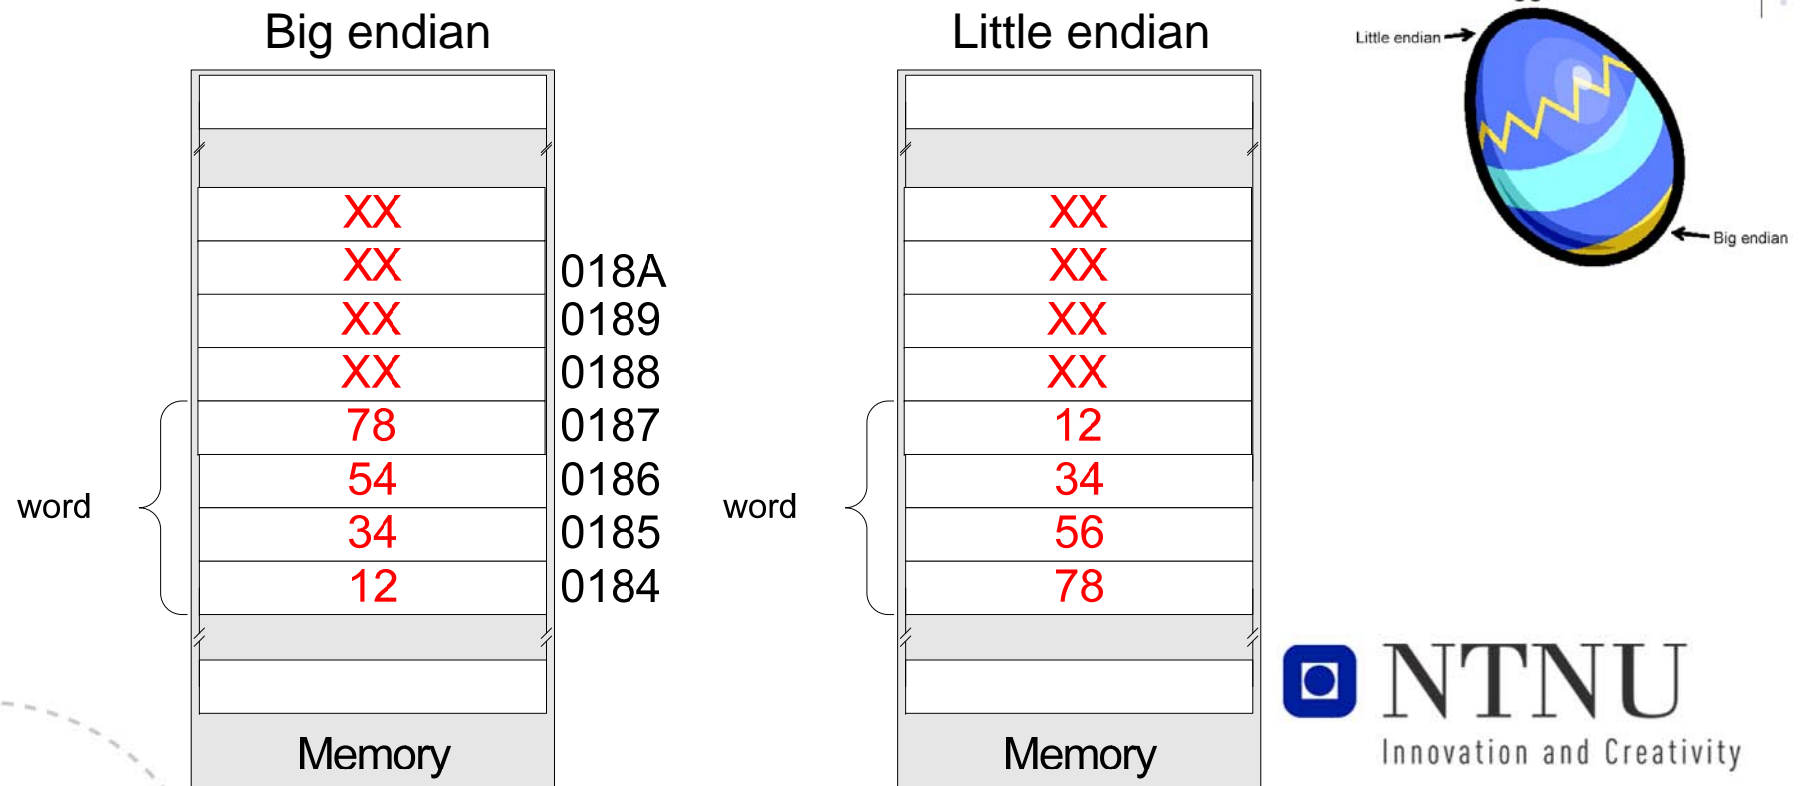 Big endian
Little endian
Little endian
XX
XX
XX 018A
XX
XX 0189
XX
XX 0188
XX
78 0187
12
54 0186
34
word
word
34 0185
56
12 0184
78
Big endian
Memory
Memory
NTNU
Innovation and Creativity